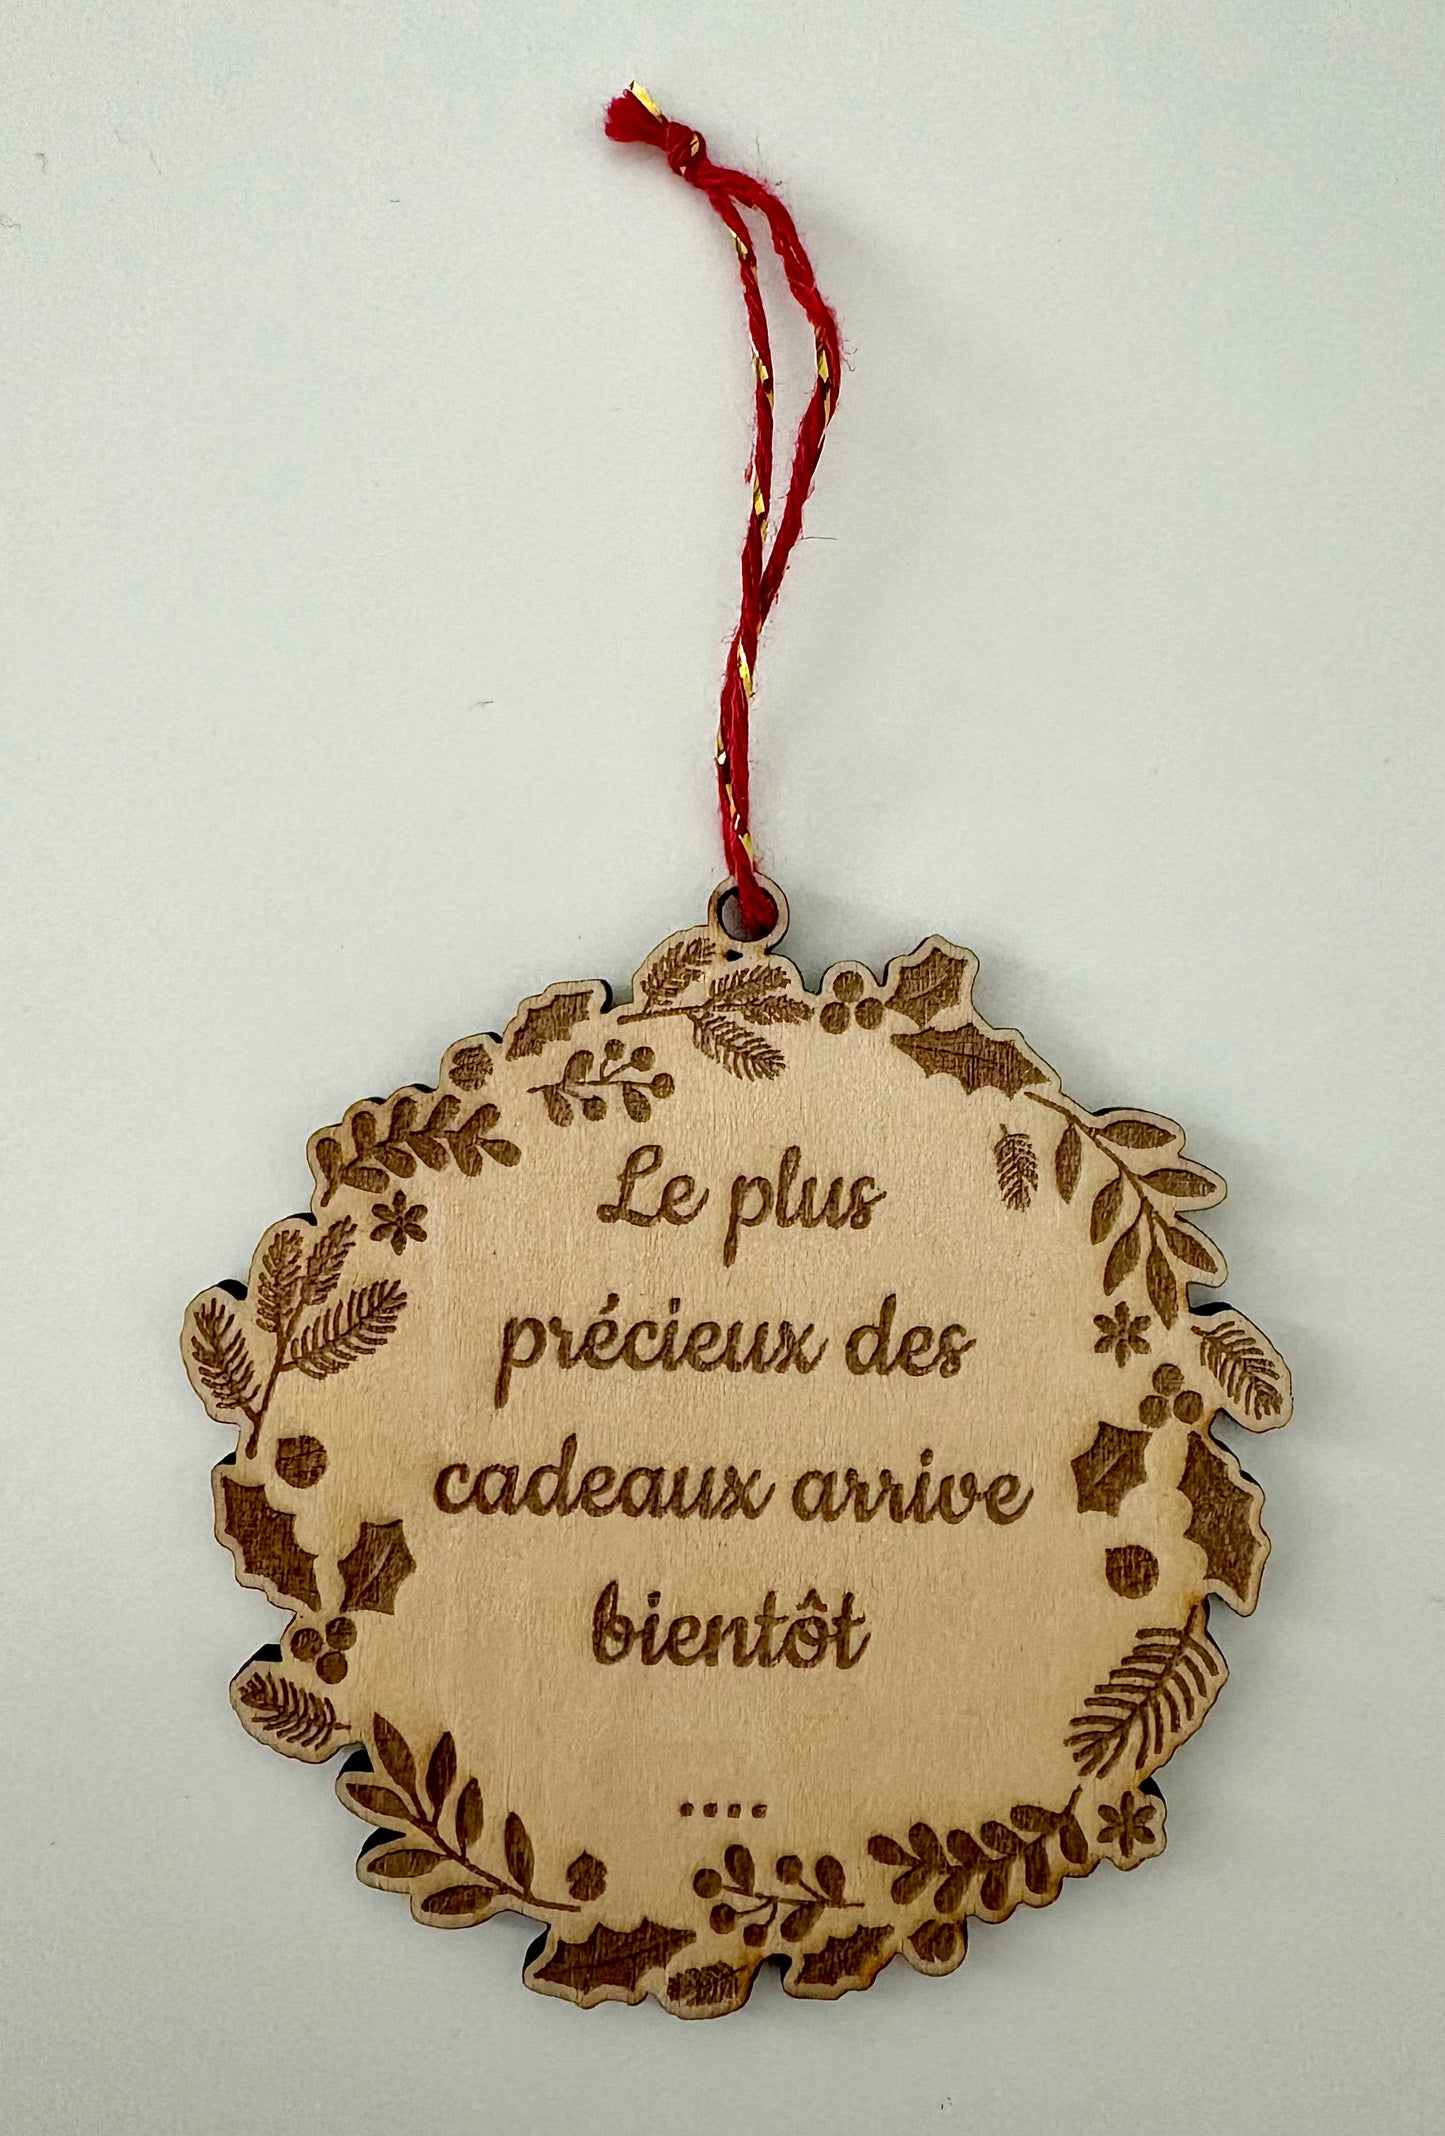 Le plus
précieux des
cadeaux arrive
bientôt
....